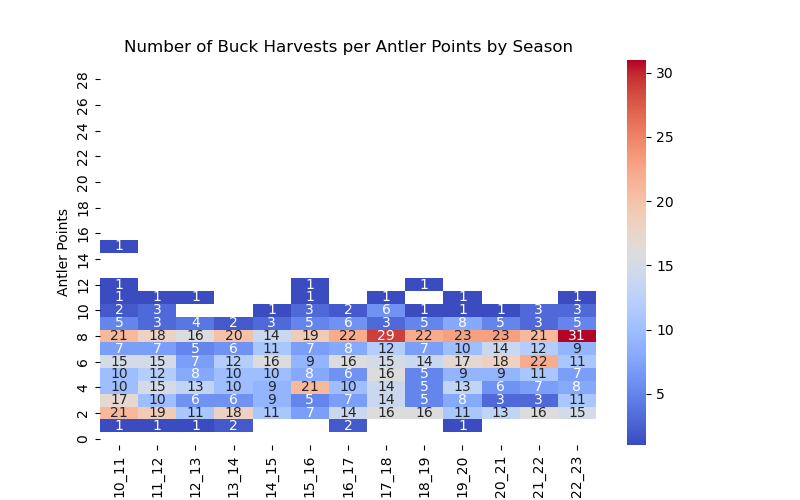 Number of Buck Harvests per Antler Points by Season
Antler Points
28
26
24
22
20
18
16
1
14
12 1 1 1
1 1 1 1 1 1 1
10 2 3 1 3 2 6 1 1 1 3 3
5 3 4 2 3 5 6 3 5 8 5 3 5
8 21 18 16 20 14 19 22 29 22 23 23 21 31
7 7 5 6 11 7 8 12 7 10 14 12 9
6 15 15 7 12 16 9 16 15 14 17 18 22 11
10 12 8 10 10 8 6 16 5 9 9 11 7
4 10 15 13 10 9 21 10 14 5 13 6 7 8
17 10 6 6 9 5 7 14 5 8 3 3 11
2 21 19 11 18 11 7 14 16 16 11 13 16 15
1 1 1 2 2 1
0
10_11 11_12 12_13 13_14 14_15 15_16 16_17 17_18 18_19 19_20 20_21 21_22 22_23
30
25
20
15
10
5